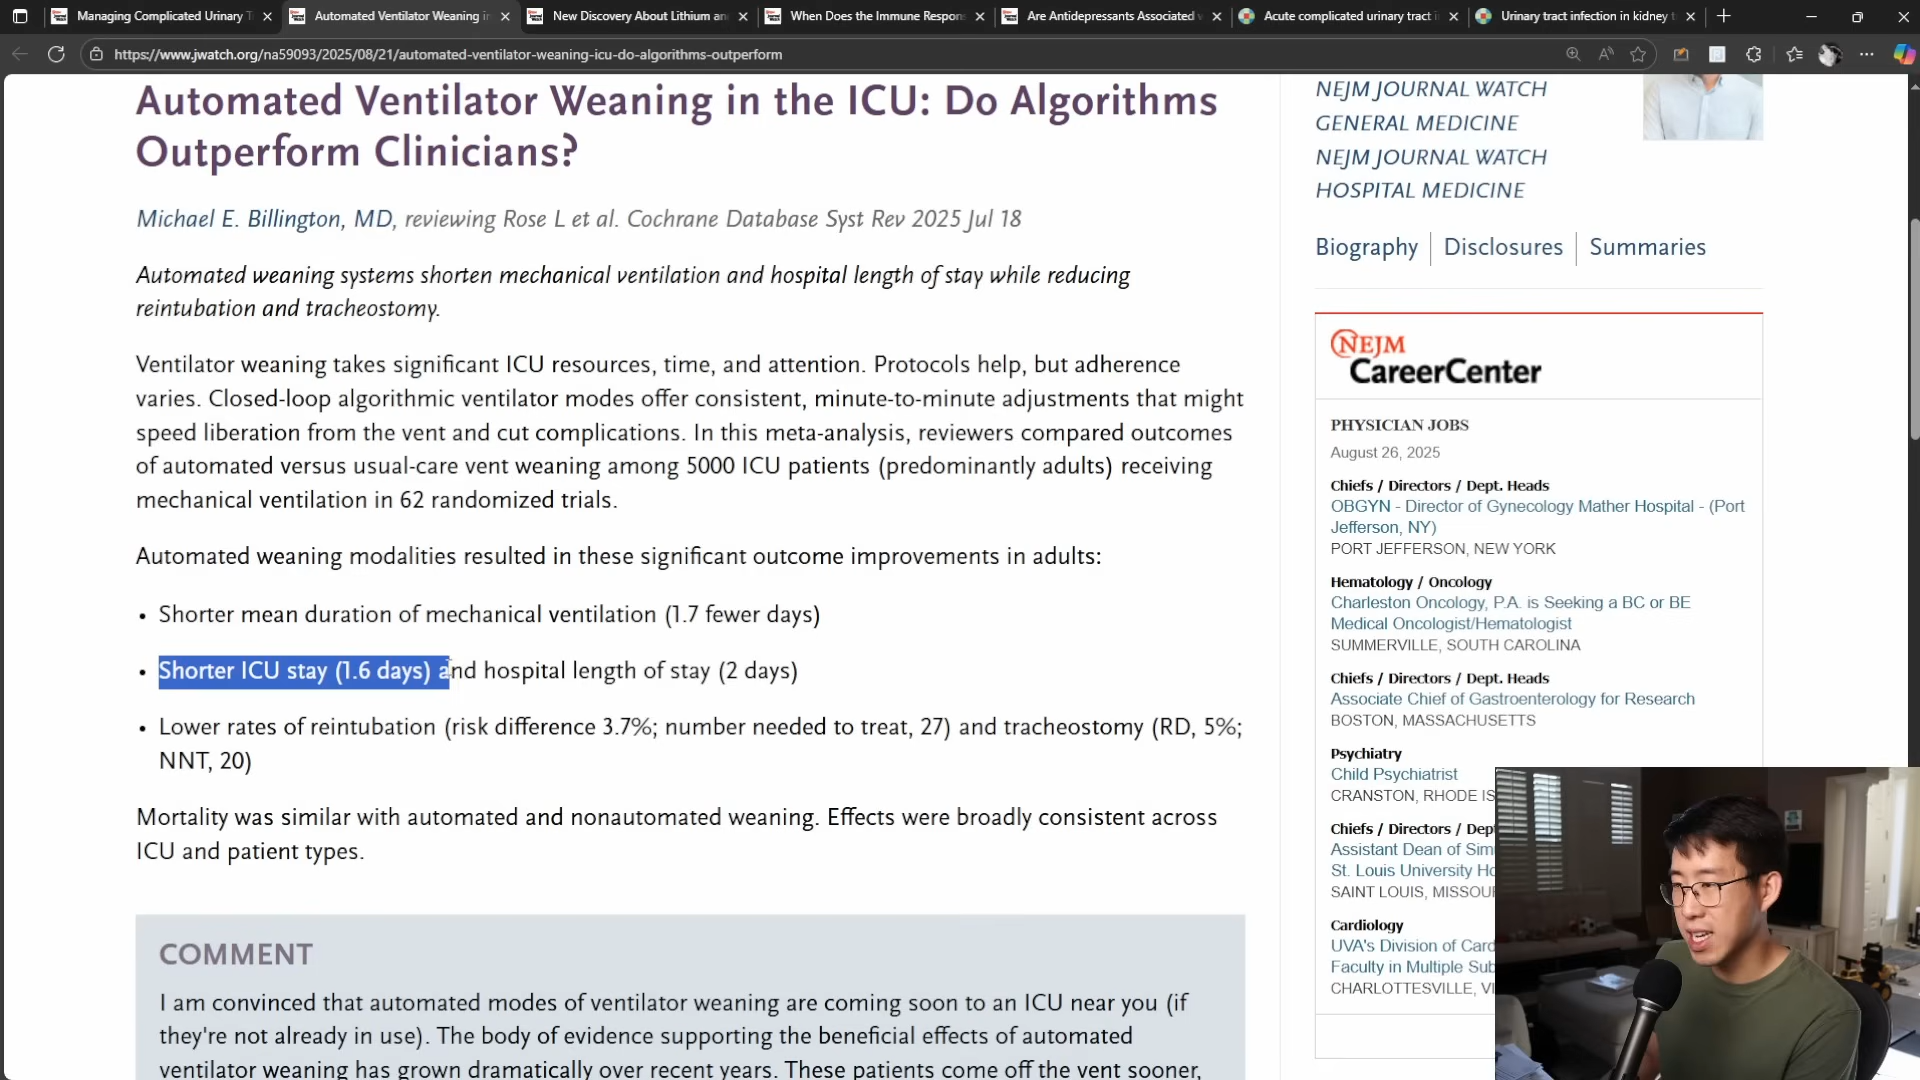 Managing Complicated Urinary T
Automated Ventilator Weaning in
New Discovery About Lithium an
When Does the Immune Respon
Are Antidepressants Associated
Acute complicated urinary tract i
Urinary tract infection in kidney t
https://www.jwatch.org/na59093/2025/08/21/automated-ventilator-weaning-icu-do-algorithms-outperform
Automated Ventilator Weaning in the ICU: Do Algorithms
Outperform Clinicians?
Michael E. Billington, MD, reviewing Rose L et al. Cochrane Database Syst Rev 2025 Jul 18
Automated weaning systems shorten mechanical ventilation and hospital length of stay while reducing
reintubation and tracheostomy.
Ventilator weaning takes significant ICU resources, time, and attention. Protocols help, but adherence
varies. Closed-loop algorithmic ventilator modes offer consistent, minute-to-minute adjustments that might
speed liberation from the vent and cut complications. In this meta-analysis, reviewers compared outcomes
of automated versus usual-care vent weaning among 5000 ICU patients (predominantly adults) receiving
mechanical ventilation in 62 randomized trials.
Automated weaning modalities resulted in these significant outcome improvements in adults:
• Shorter mean duration of mechanical ventilation (1.7 fewer days)
• Shorter ICU stay (1.6 days) and hospital length of stay (2 days)
• Lower rates of reintubation (risk difference 3.7%; number needed to treat, 27) and tracheostomy (RD, 5%;
NNT, 20)
Mortality was similar with automated and nonautomated weaning. Effects were broadly consistent across
ICU and patient types.
COMMENT
I am convinced that automated modes of ventilator weaning are coming soon to an ICU near you (if
they're not already in use). The body of evidence supporting the beneficial effects of automated
ventilator weaning has grown dramatically over recent years. These patients come off the vent sooner,
NEJM JOURNAL WATCH
GENERAL MEDICINE
NEJM JOURNAL WATCH
HOSPITAL MEDICINE
Biography
Disclosures
Summaries
NEJM
CareerCenter
PHYSICIAN JOBS
August 26, 2025
Chiefs / Directors / Dept. Heads
OBGYN - Director of Gynecology Mather Hospital - (Port
Jefferson, NY)
PORT JEFFERSON, NEW YORK
Hematology / Oncology
Charleston Oncology, P.A. is Seeking a BC or BE
Medical Oncologist/Hematologist
SUMMERVILLE, SOUTH CAROLINA
Chiefs / Directors / Dept. Heads
Associate Chief of Gastroenterology for Research
BOSTON, MASSACHUSETTS
Psychiatry
Child Psychiatrist
CRANSTON, RHODE IS
Chiefs / Directors / Dep
Assistant Dean of Sim
St. Louis University Ho
SAINT LOUIS, MISSOU
Cardiology
UVA's Division of Card
Faculty in Multiple Sub
CHARLOTTESVILLE, VI